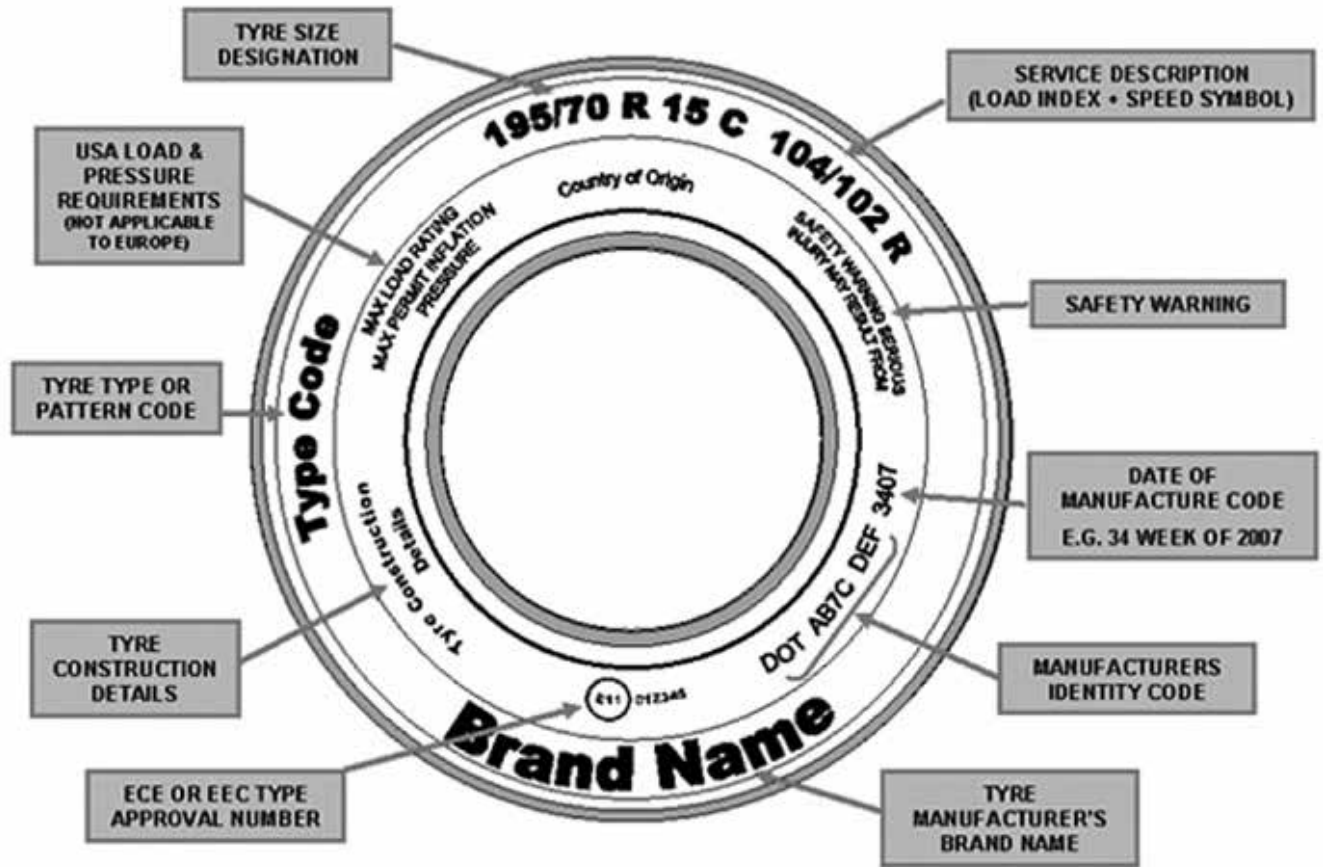 TYRE SIZE
DESIGNATION
SERVICE DESCRIPTION
(LOAD INDEX + SPEED SYMBOL)
195/70 R 15 C 104/102 R
USA LOAD &
PRESSURE
REQUIREMENTS
(NOT APPLICABLE
TO EUROPE)
Country of Origin
MAX LOAD RATING
MAX PERMIT INFLATION
PRESSURE
SAFETY WARNING SERIOUS
INJURY MAY RESULT FROM
SAFETY WARNING
TYRE TYPE OR
PATTERN CODE
Type Code
DATE OF
MANUFACTURE CODE
E.G. 34 WEEK OF 2007
DOT AB7C DEF 3407
Tyre Construction
Details
TYRE
CONSTRUCTION
DETAILS
MANUFACTURERS
IDENTITY CODE
e11 012345
Brand Name
ECE OR EEC TYPE
APPROVAL NUMBER
TYRE
MANUFACTURER'S
BRAND NAME